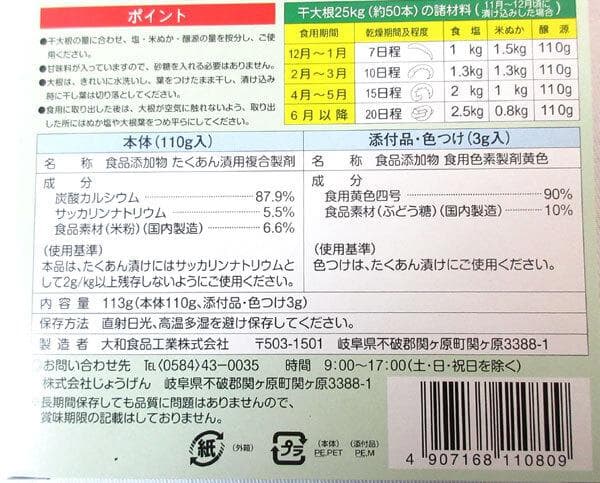 ポイント
●干大根の量に合わせ、塩・米ぬか・醸源の量を按分し、ご
使用ください。
●甘味料が入っていますので、砂糖を入れる必要はありません。
●大根は、きれいに水洗いし、葉をつけたまま干し、漬け込み
時に干し葉は切り落としてください。
●食用に取り出した後は、大根が空気に触れないよう、取り出
した所にはぬか塩や大根葉をつめ平らにしてください。
干大根25kg(約50本)の諸材料(11月〜12月頃に漬け込みした場合)
食用期間 乾燥期間(日程) 食塩 米ぬか 醸源
12月〜1月 7日程 1kg 1.5kg 110g
2月〜3月 10日程 1.3kg 1.3kg 110g
4月〜5月 15日程 2kg 1kg 110g
6月以降 20日程 2.5kg 0.8kg 110g
本体(110g入)
名 称 食品添加物 たくあん漬用複合製剤
成 分
炭酸カルシウム 87.9%
サッカリンナトリウム 5.5%
食品素材(米粉)(国内製造) 6.6%
(使用基準)
本品は、たくあん漬けにはサッカリンナトリウムと
して2g/kg以上残存しないようにご使用ください。
添付品・色つけ(3g入)
名 称 食品添加物 食用色素製剤黄色
成 分
食用黄色四号 90%
食品素材(ぶどう糖)(国内製造) 10%
(使用基準)
色つけは、たくあん漬けにご使用ください。
内 容 量 113g(本体110g、添付品・色つけ3g)
保存方法 直射日光、高温多湿を避け保存してください。
製 造 者 大和食品工業株式会社 〒503-1501 岐阜県不破郡関ヶ原町関ヶ原3388-1
○お問い合わせ先 TEL(0584)43-0035 時間 9:00〜17:00(土・日・祝日を除く)
株式会社じょうげん 岐阜県不破郡関ヶ原町関ヶ原3388-1
※長期間保存しても品質に問題はありませんので、
賞味期限の記載はしておりません。
紙 (外箱) プラ (本体) PE,PET (添付品) PE,M
4 907168 110809